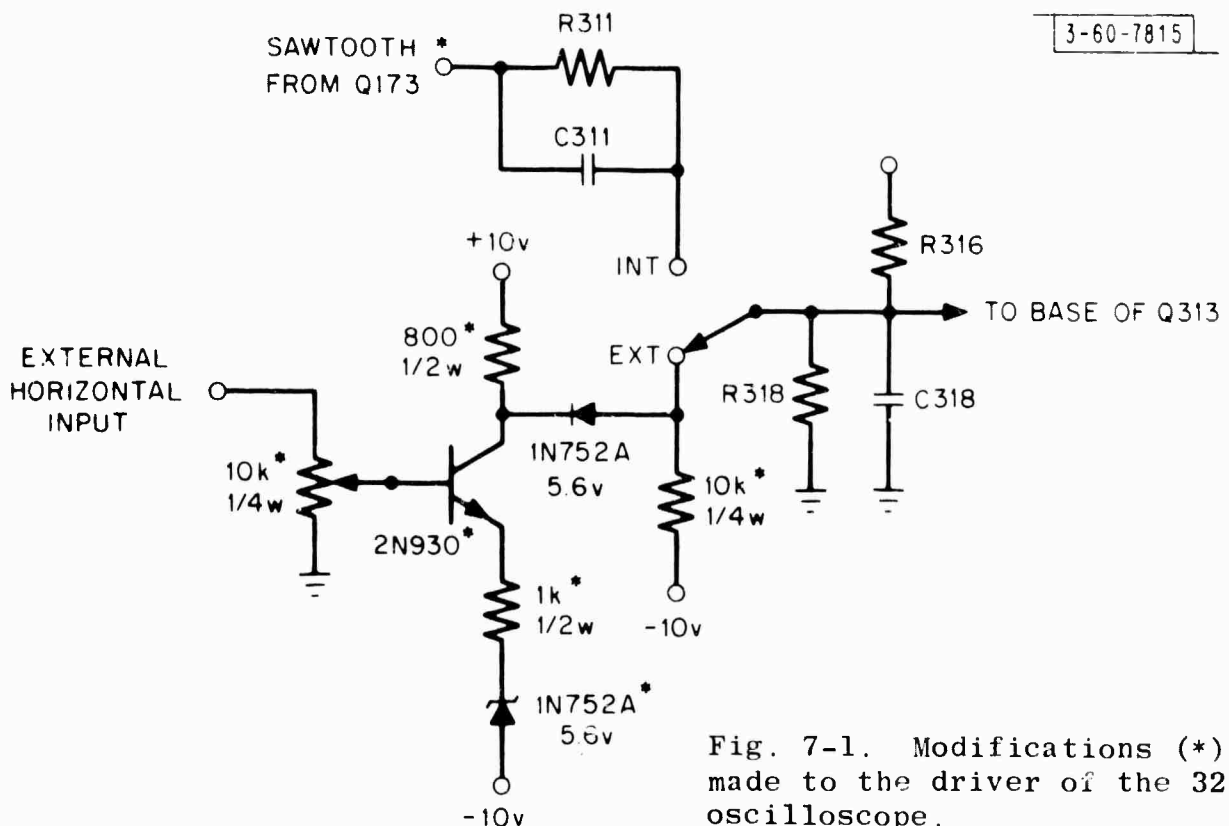 3-60-7815
R311
SAWTOOTH *
FROM Q173
C311
+10v
R316
INT
TO BASE OF Q313
800*
1/2w
EXT
EXTERNAL
HORIZONTAL
INPUT
R318
C318
1N752A
5.6v
10k*
1/4w
10k*
1/4w
2N930*
1k*
1/2w
-10v
1N752A*
5.6v
-10v
Fig. 7-1. Modifications (*)
made to the driver of the 32
oscilloscope.